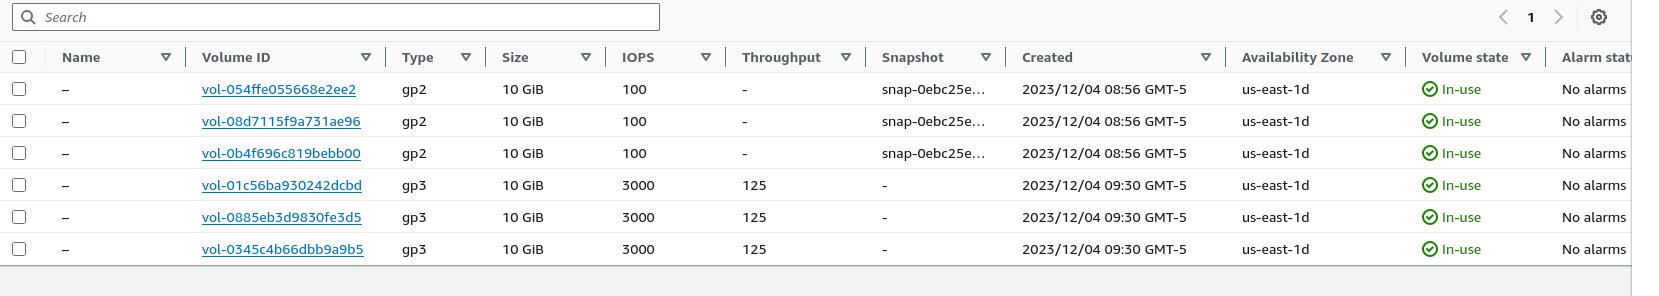 Search
1
Name Volume ID Type Size IOPS Throughput Snapshot Created Availability Zone Volume state Alarm stat
– vol-054ffe055668e2ee2 gp2 10 GiB 100 - snap-0ebc25e... 2023/12/04 08:56 GMT-5 us-east-1d In-use No alarms
– vol-08d7115f9a731ae96 gp2 10 GiB 100 - snap-0ebc25e... 2023/12/04 08:56 GMT-5 us-east-1d In-use No alarms
– vol-0b4f696c819bebb00 gp2 10 GiB 100 - snap-0ebc25e... 2023/12/04 08:56 GMT-5 us-east-1d In-use No alarms
– vol-01c56ba930242dcbd gp3 10 GiB 3000 125 - 2023/12/04 09:30 GMT-5 us-east-1d In-use No alarms
– vol-0885eb3d9830fe3d5 gp3 10 GiB 3000 125 - 2023/12/04 09:30 GMT-5 us-east-1d In-use No alarms
– vol-0345c4b66dbb9a9b5 gp3 10 GiB 3000 125 - 2023/12/04 09:30 GMT-5 us-east-1d In-use No alarms